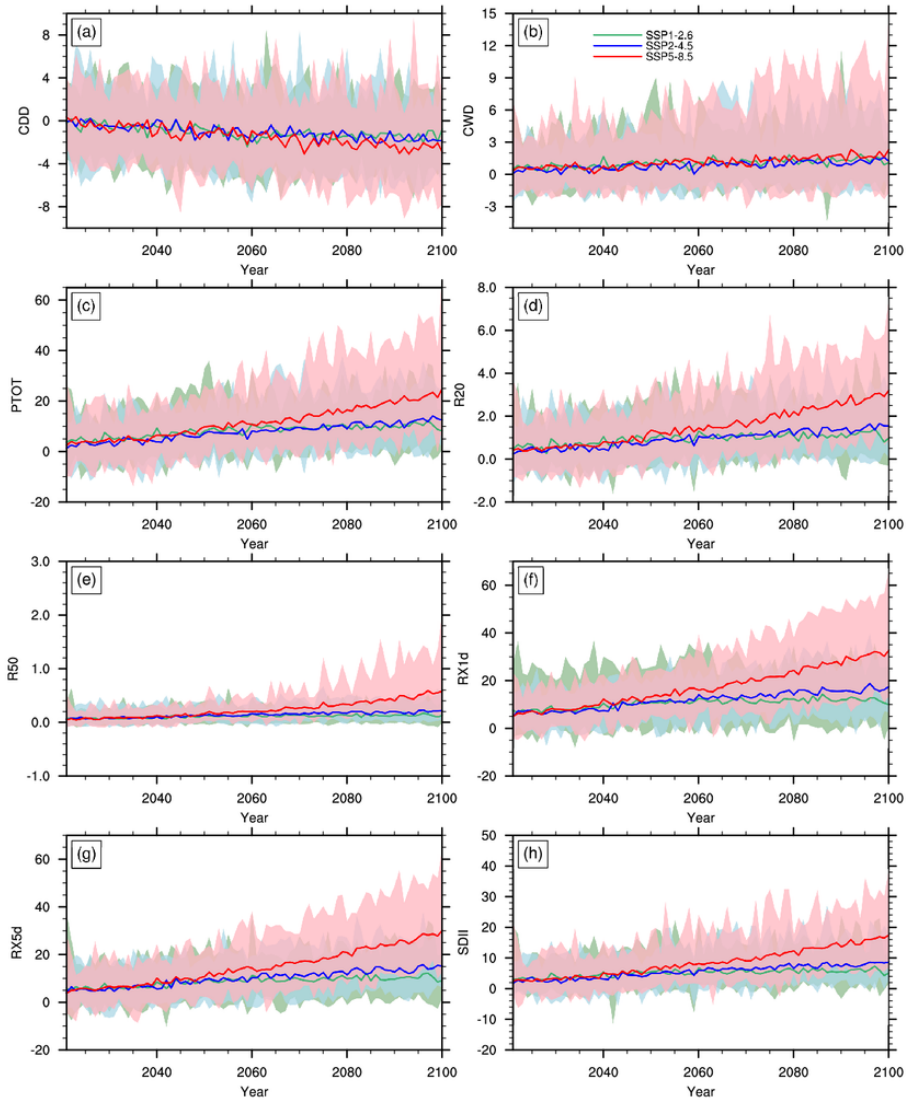 (a)
8
4
0
-4
-8
CDD
2040 2060 2080 2100
Year
(b)
SSP1-2.6
SSP2-4.5
SSP5-8.5
15
12
9
6
3
0
-3
CWD
2040 2060 2080 2100
Year
(c)
60
40
20
0
-20
PTOT
2040 2060 2080 2100
Year
(d)
8.0
6.0
4.0
2.0
0.0
-2.0
R20
2040 2060 2080 2100
Year
(e)
3.0
2.0
1.0
0.0
-1.0
R50
2040 2060 2080 2100
Year
(f)
60
40
20
0
-20
RX1d
2040 2060 2080 2100
Year
(g)
60
40
20
0
-20
RX5d
2040 2060 2080 2100
Year
(h)
50
40
30
20
10
0
-10
-20
SDII
2040 2060 2080 2100
Year